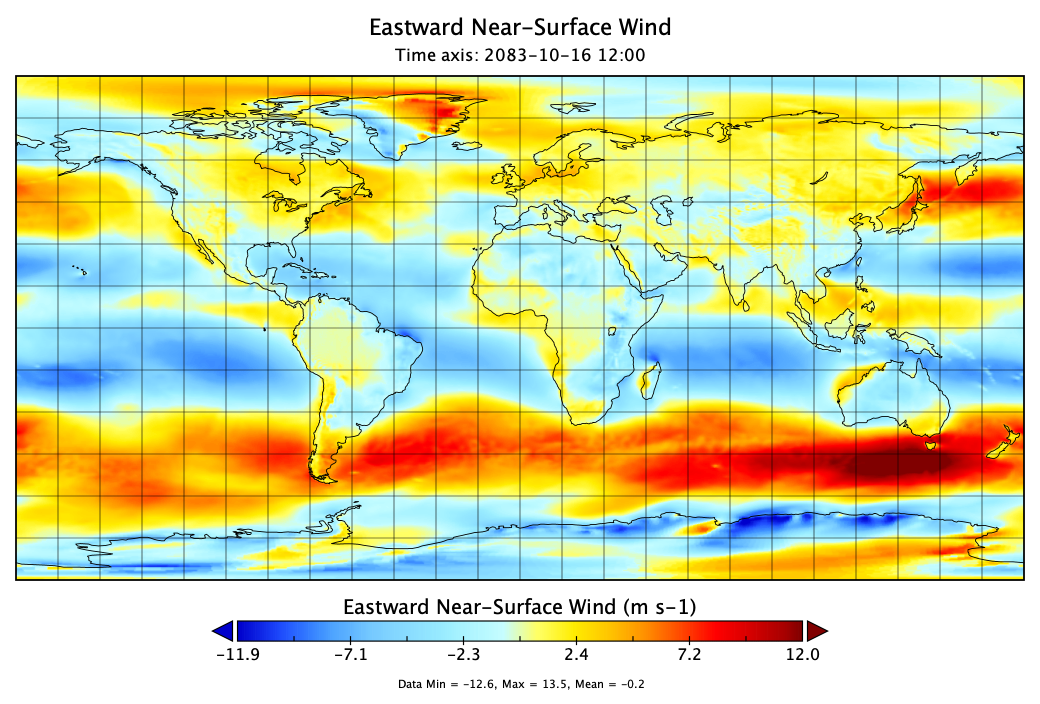 Eastward Near-Surface Wind
Time axis: 2083-10-16 12:00
Eastward Near-Surface Wind (m s-1)
-11.9 -7.1 -2.3 2.4 7.2 12.0
Data Min = -12.6, Max = 13.5, Mean = -0.2